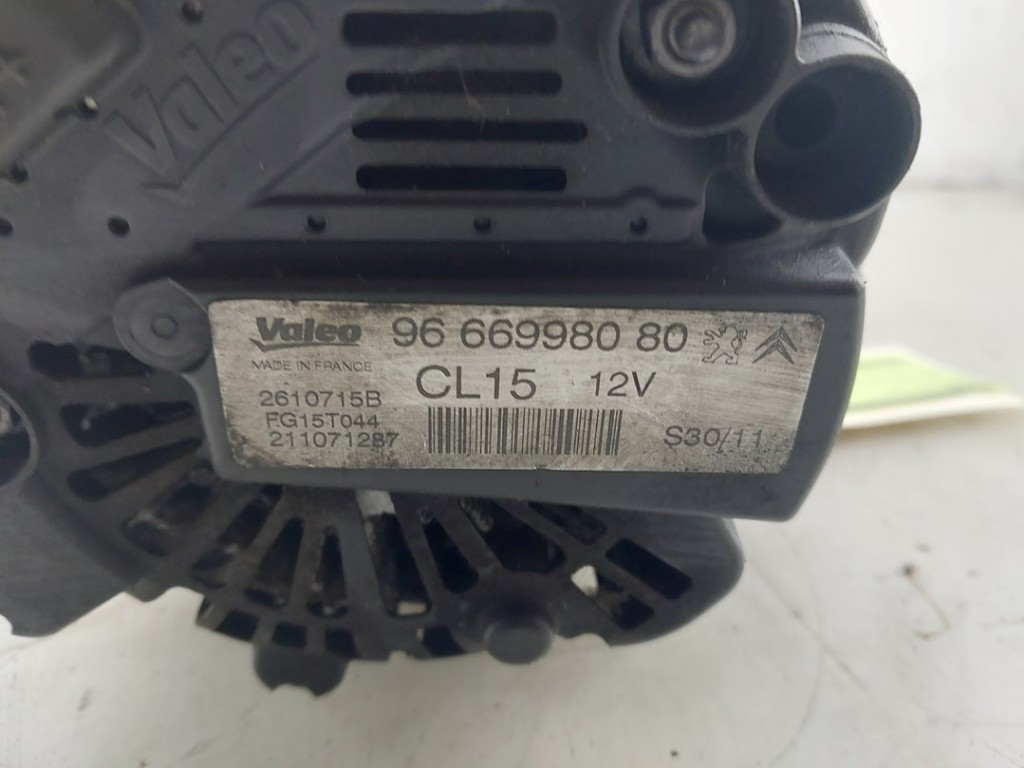 Valeo
Valeo 96 669980 80
MADE IN FRANCE
CL15 12V
2610715B
FG15T044
211071287
S30/11